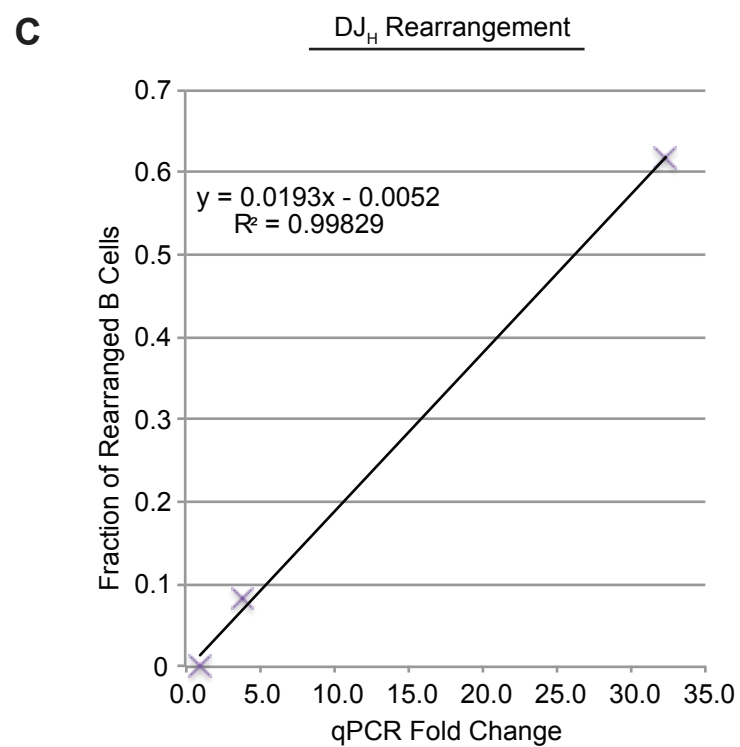 C
DJH Rearrangement
0.7
0.6
0.5
0.4
0.3
0.2
0.1
0
y = 0.0193x - 0.0052
R² = 0.99829
Fraction of Rearranged B Cells
0.0 5.0 10.0 15.0 20.0 25.0 30.0 35.0
qPCR Fold Change